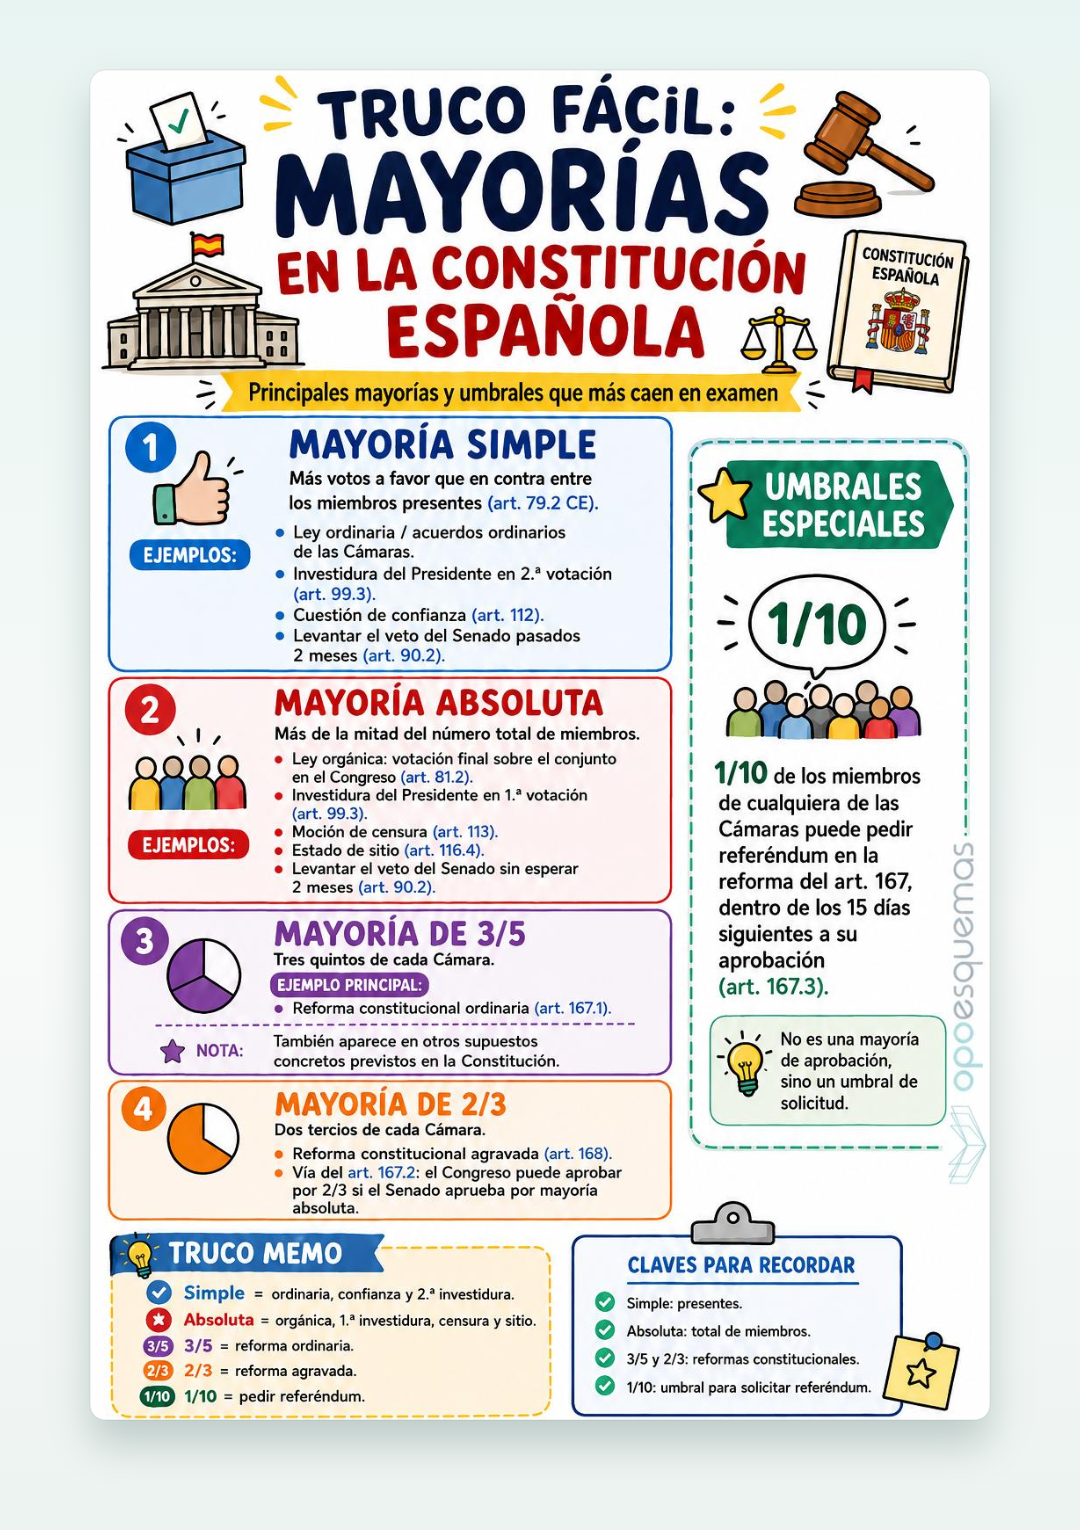 TRUCO FÁCIL:
MAYORÍAS
EN LA CONSTITUCIÓN
ESPAÑOLA
CONSTITUCIÓN
ESPAÑOLA
Principales mayorías y umbrales que más caen en examen
1
MAYORÍA SIMPLE
Más votos a favor que en contra entre
los miembros presentes (art. 79.2 CE).
EJEMPLOS:
• Ley ordinaria / acuerdos ordinarios
de las Cámaras.
• Investidura del Presidente en 2.ª votación
(art. 99.3).
• Cuestión de confianza (art. 112).
• Levantar el veto del Senado pasados
2 meses (art. 90.2).
2
MAYORÍA ABSOLUTA
Más de la mitad del número total de miembros.
EJEMPLOS:
• Ley orgánica: votación final sobre el conjunto
en el Congreso (art. 81.2).
• Investidura del Presidente en 1.ª votación
(art. 99.3).
• Moción de censura (art. 113).
• Estado de sitio (art. 116.4).
• Levantar el veto del Senado sin esperar
2 meses (art. 90.2).
3
MAYORÍA DE 3/5
Tres quintos de cada Cámara.
EJEMPLO PRINCIPAL:
• Reforma constitucional ordinaria (art. 167.1).
NOTA:
También aparece en otros supuestos
concretos previstos en la Constitución.
4
MAYORÍA DE 2/3
Dos tercios de cada Cámara.
• Reforma constitucional agravada (art. 168).
• Vía del art. 167.2: el Congreso puede aprobar
por 2/3 si el Senado aprueba por mayoría
absoluta.
UMBRALES
ESPECIALES
1/10
1/10 de los miembros
de cualquiera de las
Cámaras puede pedir
referéndum en la
reforma del art. 167,
dentro de los 15 días
siguientes a su
aprobación
(art. 167.3).
No es una mayoría
de aprobación,
sino un umbral de
solicitud.
opoesquemas
TRUCO MEMO
Simple = ordinaria, confianza y 2.ª investidura.
Absoluta = orgánica, 1.ª investidura, censura y sitio.
3/5 3/5 = reforma ordinaria.
2/3 2/3 = reforma agravada.
1/10 1/10 = pedir referéndum.
CLAVES PARA RECORDAR
Simple: presentes.
Absoluta: total de miembros.
3/5 y 2/3: reformas constitucionales.
1/10: umbral para solicitar referéndum.